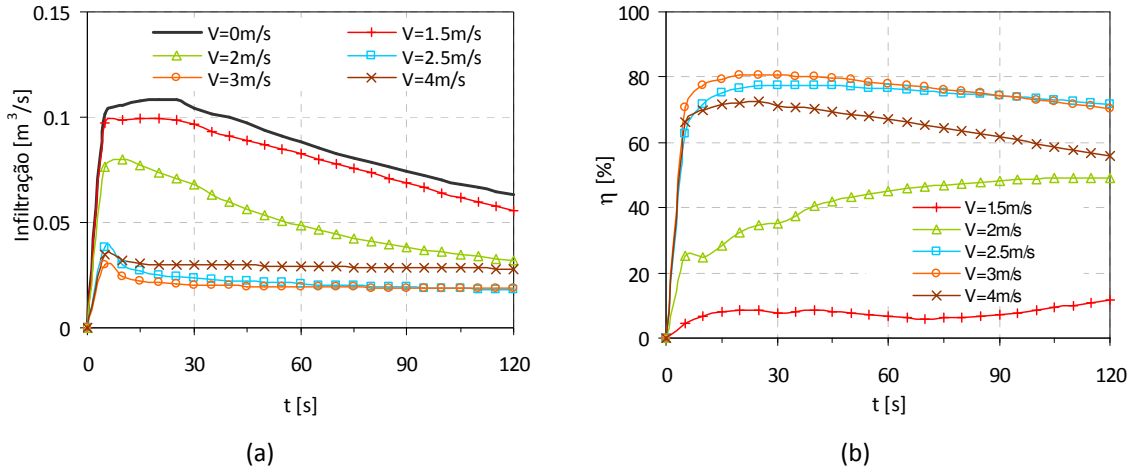 0.15
0.1
0.05
0
Infiltração [m³/s]
V=0m/s
V=1.5m/s
V=2m/s
V=2.5m/s
V=3m/s
V=4m/s
0 30 60 90 120
t [s]
(a)
100
80
60
40
20
0
η [%]
V=1.5m/s
V=2m/s
V=2.5m/s
V=3m/s
V=4m/s
0 30 60 90 120
t [s]
(b)